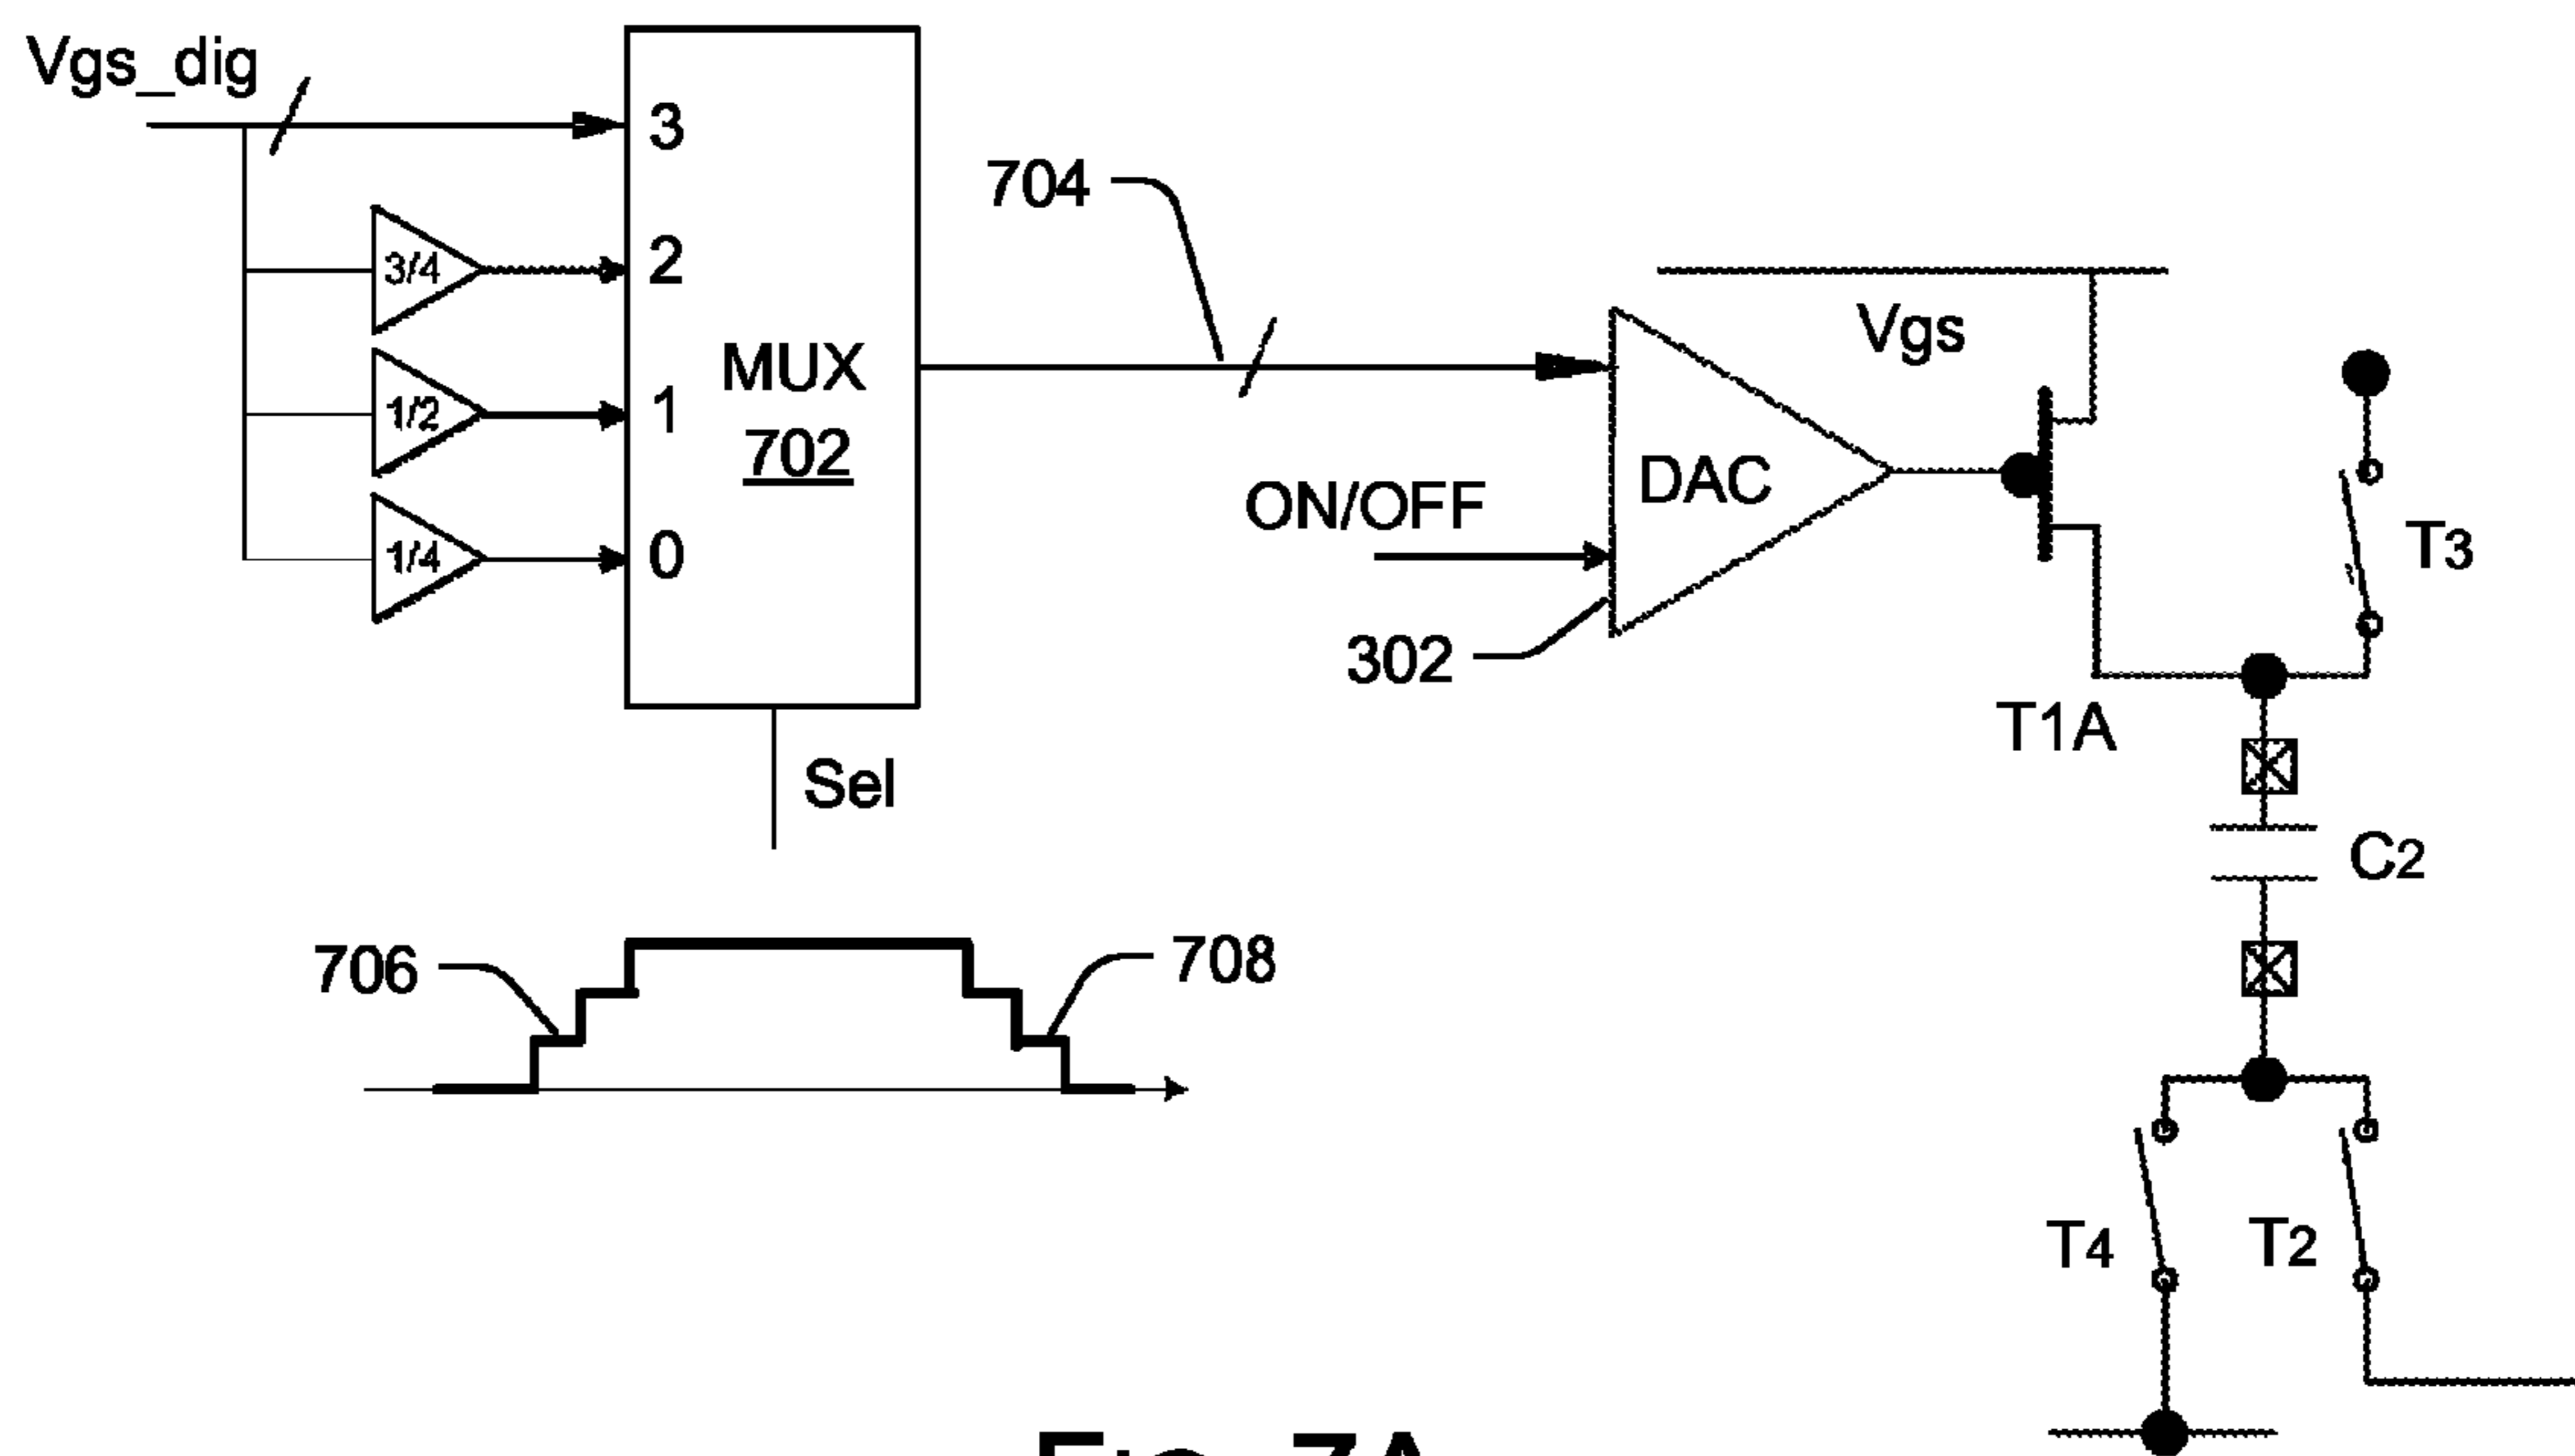 Vgs_dig
3
3/4
2
1/2
1
1/4
0
MUX
702
Sel
704
ON/OFF
DAC
302
Vgs
T3
T1A
C2
T4
T2
706
708